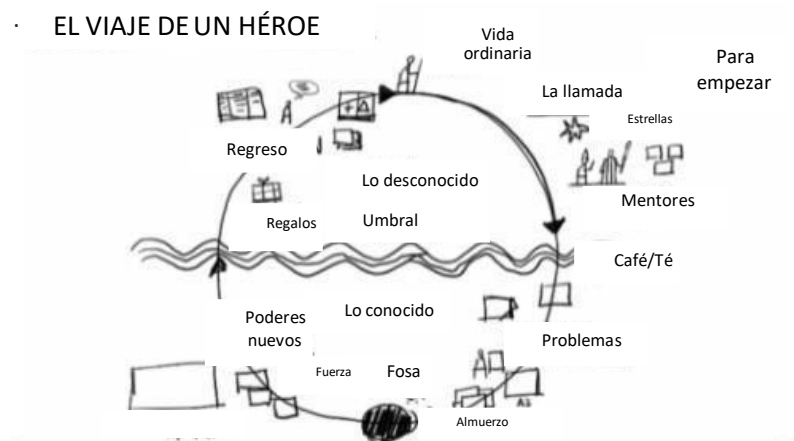 · EL VIAJE DE UN HÉROE
Vida
ordinaria
Para
empezar
La llamada
Estrellas
Regreso
Lo desconocido
Mentores
Regalos
Umbral
Café/Té
Lo conocido
Poderes
nuevos
Problemas
Fuerza
Fosa
Almuerzo